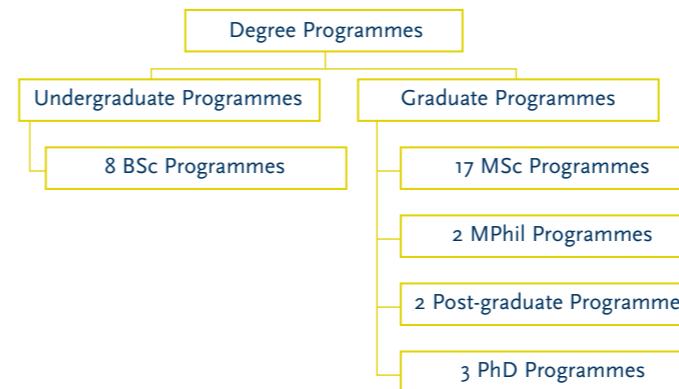 Degree Programmes
Undergraduate Programmes
Graduate Programmes
8 BSc Programmes
17 MSc Programmes
2 MPhil Programmes
2 Post-graduate Programme
3 PhD Programmes